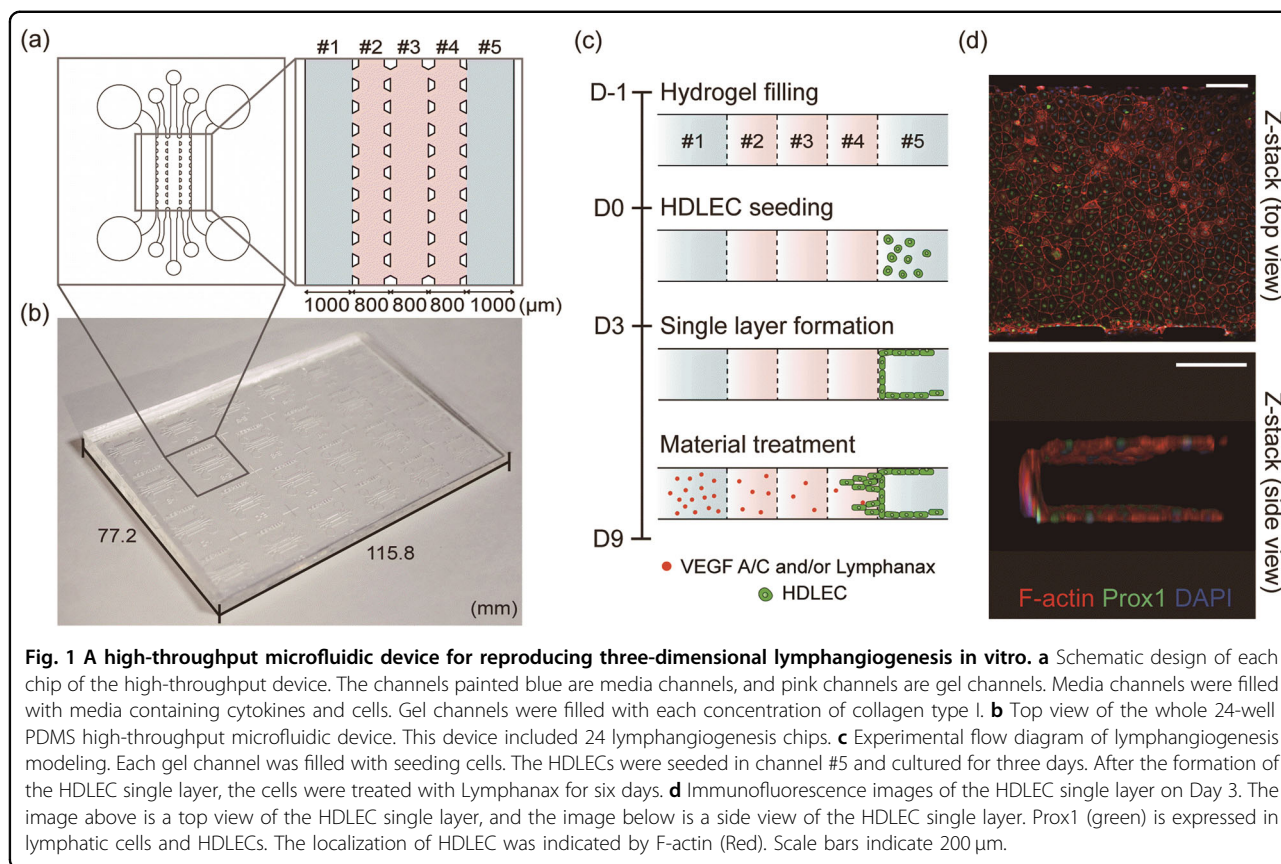 (a)
#1 #2 #3 #4 #5
1000 800 800 800 1000 (μm)
(b)
77.2
115.8
(mm)
(c)
D-1
Hydrogel filling
#1 #2 #3 #4 #5
D0
HDLEC seeding
D3
Single layer formation
Material treatment
D9
VEGF A/C and/or Lymphanax
HDLEC
(d)
Z-stack (top view)
Z-stack (side view)
F-actin Prox1 DAPI
Fig. 1 A high-throughput microfluidic device for reproducing three-dimensional lymphangiogenesis in vitro. a Schematic design of each
chip of the high-throughput device. The channels painted blue are media channels, and pink channels are gel channels. Media channels were filled
with media containing cytokines and cells. Gel channels were filled with each concentration of collagen type I. b Top view of the whole 24-well
PDMS high-throughput microfluidic device. This device included 24 lymphangiogenesis chips. c Experimental flow diagram of lymphangiogenesis
modeling. Each gel channel was filled with seeding cells. The HDLECs were seeded in channel #5 and cultured for three days. After the formation of
the HDLEC single layer, the cells were treated with Lymphanax for six days. d Immunofluorescence images of the HDLEC single layer on Day 3. The
image above is a top view of the HDLEC single layer, and the image below is a side view of the HDLEC single layer. Prox1 (green) is expressed in
lymphatic cells and HDLECs. The localization of HDLEC was indicated by F-actin (Red). Scale bars indicate 200 μm.